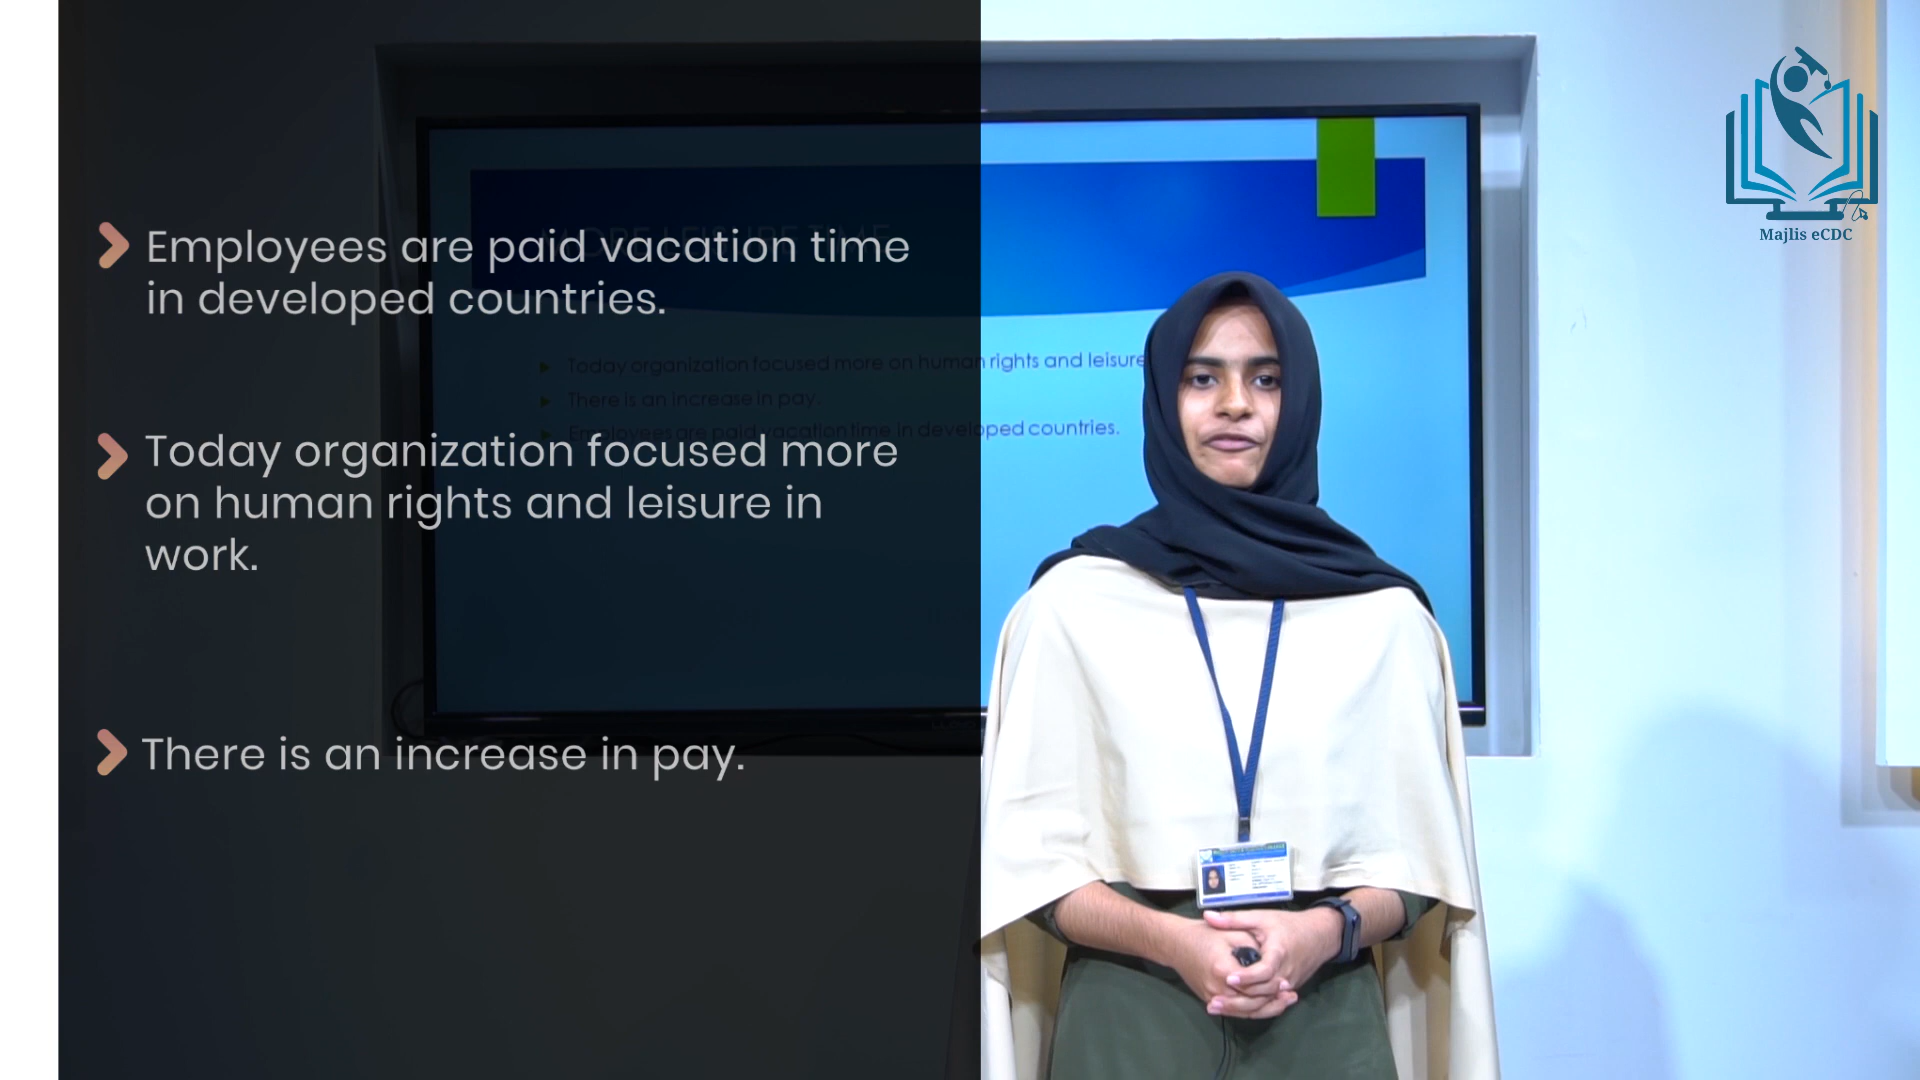 Employees are paid vacation time
in developed countries.
Today organization focused more
on human rights and leisure in
work.
There is an increase in pay.
MORE LEISURE TIME
Today organization focused more on human rights and leisure
There is an increase in pay.
Employees are paid vacation time in developed countries.
Majlis eCDC